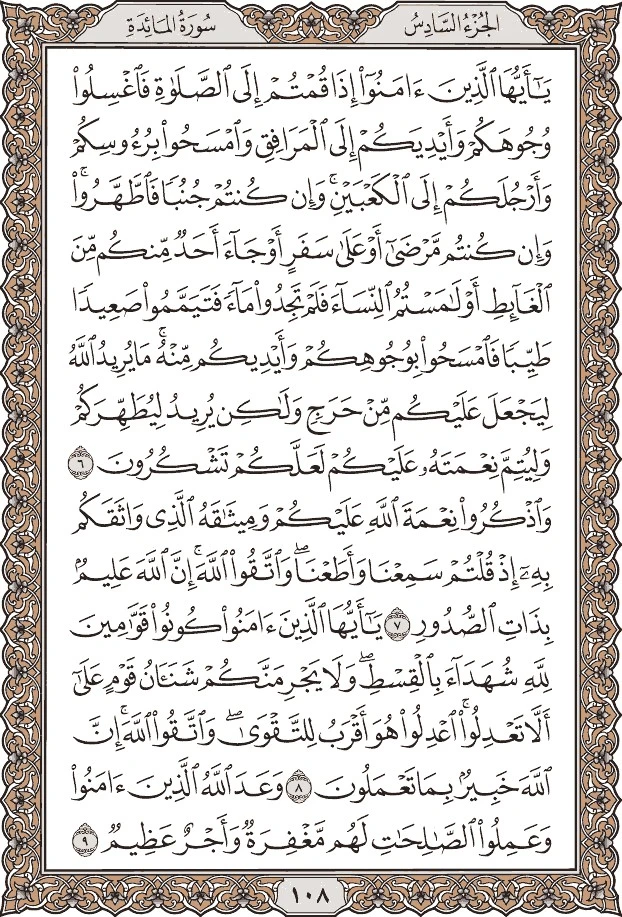 الجُزْءُ السَّادِسُ
سُورَةُ المَائِدَةِ
يَٰٓأَيُّهَا ٱلَّذِينَ ءَامَنُوٓا۟ إِذَا قُمْتُمْ إِلَى ٱلصَّلَوٰةِ فَٱغْسِلُوا۟
وُجُوهَكُمْ وَأَيْدِيَكُمْ إِلَى ٱلْمَرَافِقِ وَٱمْسَحُوا۟ بِرُءُوسِكُمْ
وَأَرْجُلَكُمْ إِلَى ٱلْكَعْبَيْنِ ۚ وَإِن كُنتُمْ جُنُبًا فَٱطَّهَّرُوا۟ ۚ
وَإِن كُنتُم مَّرْضَىٰٓ أَوْ عَلَىٰ سَفَرٍ أَوْ جَآءَ أَحَدٌ مِّنكُم مِّنَ
ٱلْغَآئِطِ أَوْ لَٰمَسْتُمُ ٱلنِّسَآءَ فَلَمْ تَجِدُوا۟ مَآءً فَتَيَمَّمُوا۟ صَعِيدًا
طَيِّبًا فَٱمْسَحُوا۟ بِوُجُوهِكُمْ وَأَيْدِيكُم مِّنْهُ ۚ مَا يُرِيدُ ٱللَّهُ
لِيَجْعَلَ عَلَيْكُم مِّنْ حَرَجٍ وَلَٰكِن يُرِيدُ لِيُطَهِّرَكُمْ
وَلِيُتِمَّ نِعْمَتَهُۥ عَلَيْكُمْ لَعَلَّكُمْ تَشْكُرُونَ ٦
وَٱذْكُرُوا۟ نِعْمَةَ ٱللَّهِ عَلَيْكُمْ وَمِيثَٰقَهُ ٱلَّذِى وَاثَقَكُم
بِهِۦٓ إِذْ قُلْتُمْ سَمِعْنَا وَأَطَعْنَا ۖ وَٱتَّقُوا۟ ٱللَّهَ ۚ إِنَّ ٱللَّهَ عَلِيمٌۢ
بِذَاتِ ٱلصُّدُورِ ٧ يَٰٓأَيُّهَا ٱلَّذِينَ ءَامَنُوا۟ كُونُوا۟ قَوَّٰمِينَ
لِلَّهِ شُهَدَآءَ بِٱلْقِسْطِ ۖ وَلَا يَجْرِمَنَّكُمْ شَنَـَٔانُ قَوْمٍ عَلَىٰٓ
أَلَّا تَعْدِلُوا۟ ۚ ٱعْدِلُوا۟ هُوَ أَقْرَبُ لِلتَّقْوَىٰ ۖ وَٱتَّقُوا۟ ٱللَّهَ ۚ إِنَّ
ٱللَّهَ خَبِيرٌۢ بِمَا تَعْمَلُونَ ٨ وَعَدَ ٱللَّهُ ٱلَّذِينَ ءَامَنُوا۟
وَعَمِلُوا۟ ٱلصَّٰلِحَٰتِ لَهُم مَّغْفِرَةٌ وَأَجْرٌ عَظِيمٌ ٩
١٠٨